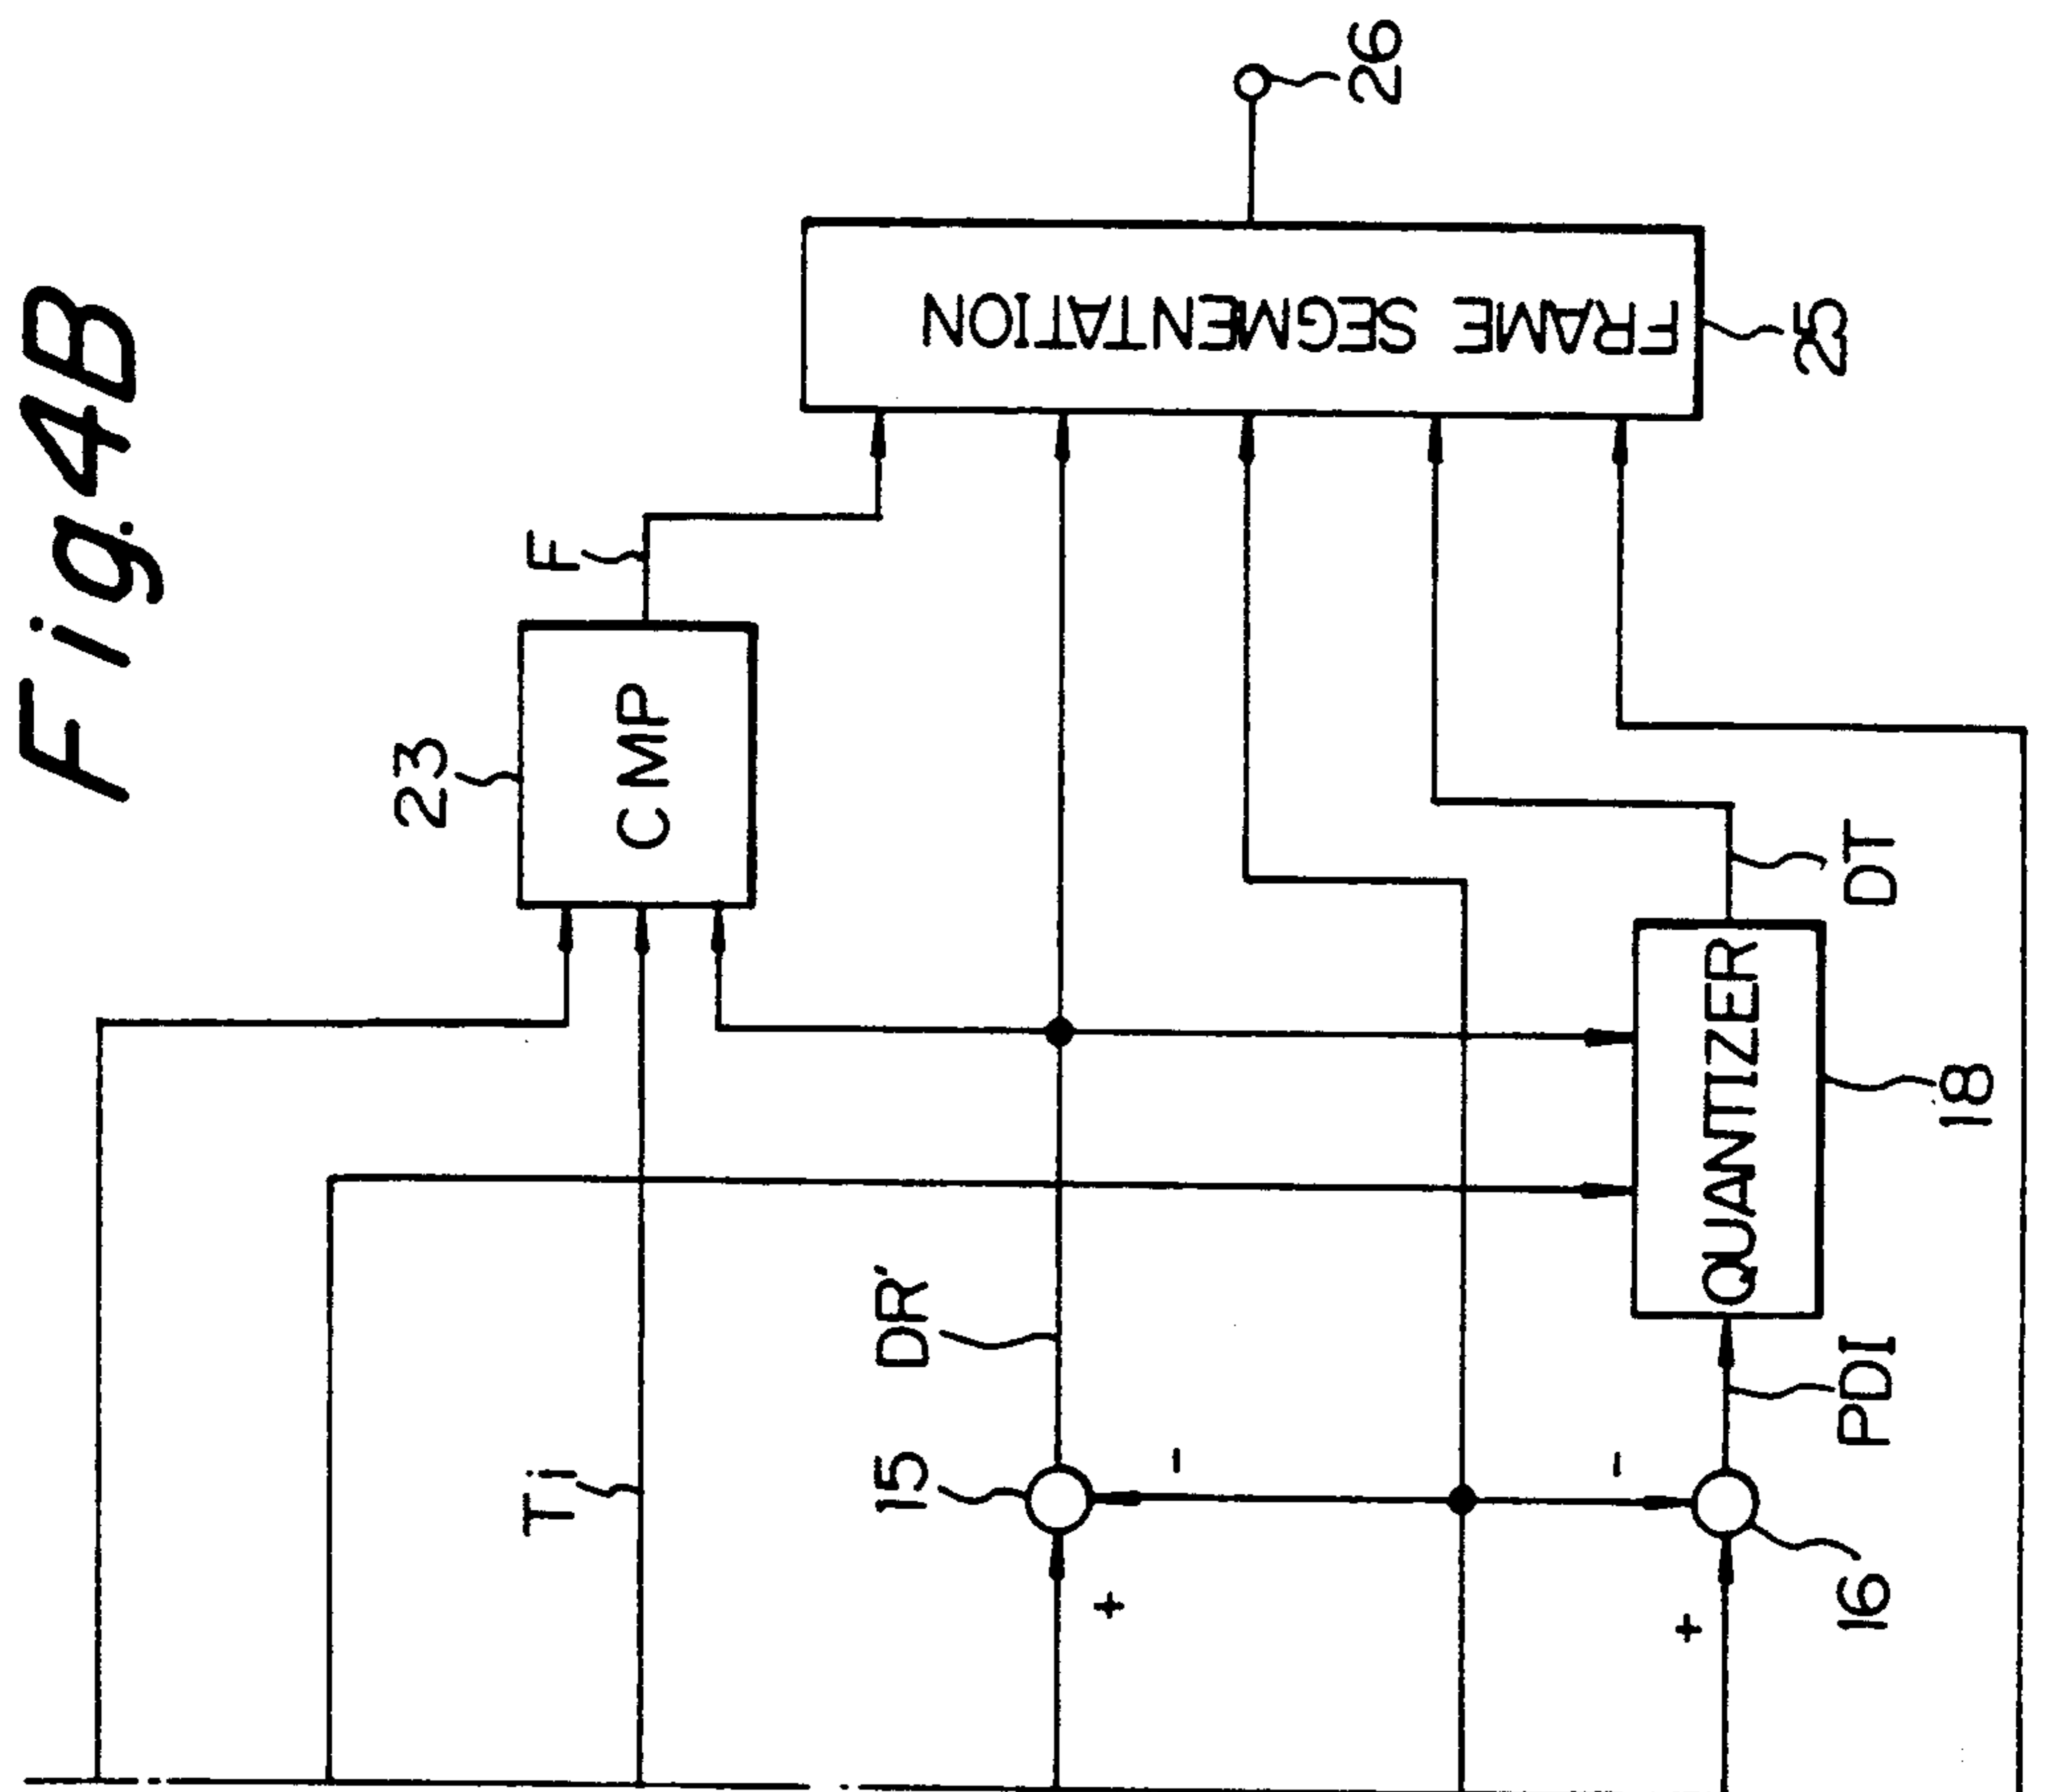 Fig. 4B
23
CMP
F
26
FRAME SEGMENTATION
25
Ti
15
DR'
-
+
DT
QUANTIZER
18
PDI
-
+
16